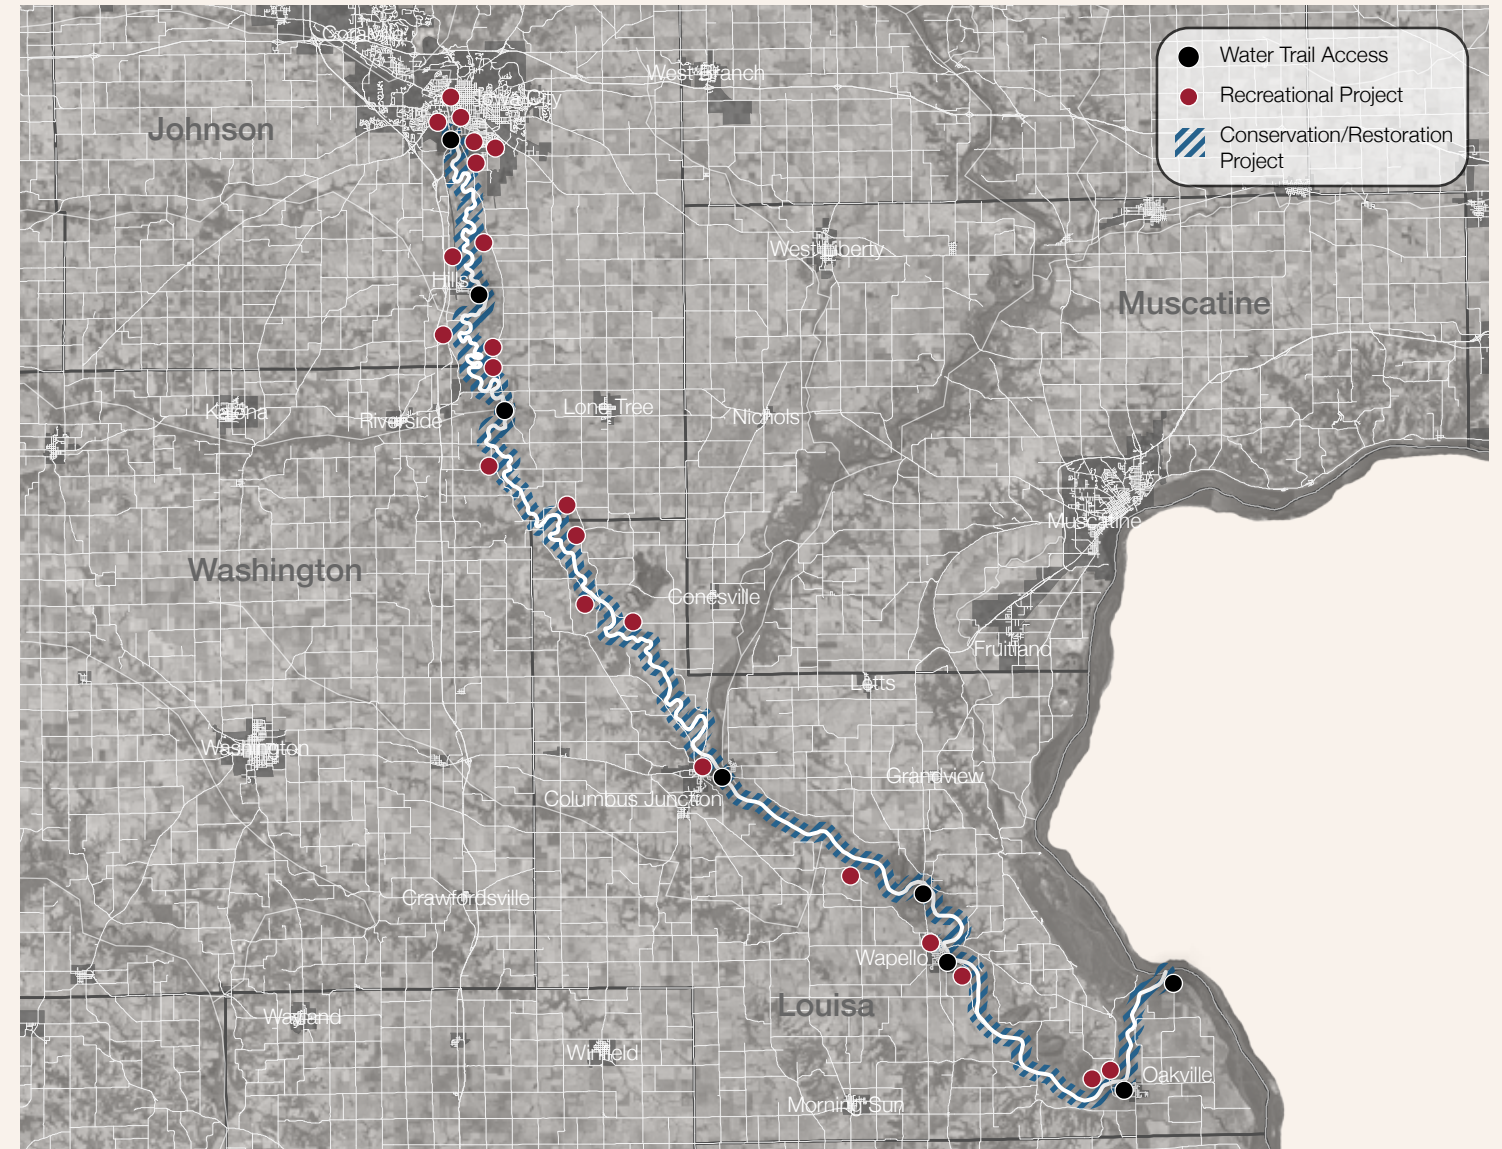 Coralville
Water Trail Access
West Branch
Recreational Project
Iowa City
Johnson
Conservation/Restoration
Project
West Liberty
Hills
Muscatine
Kalona
Riverside
Lone Tree
Nichols
Muscatine
Washington
Conesville
Fruitland
Letts
Washington
Grandview
Columbus Junction
Crawfordsville
Wapello
Louisa
Wayland
Winfield
Oakville
Morning Sun